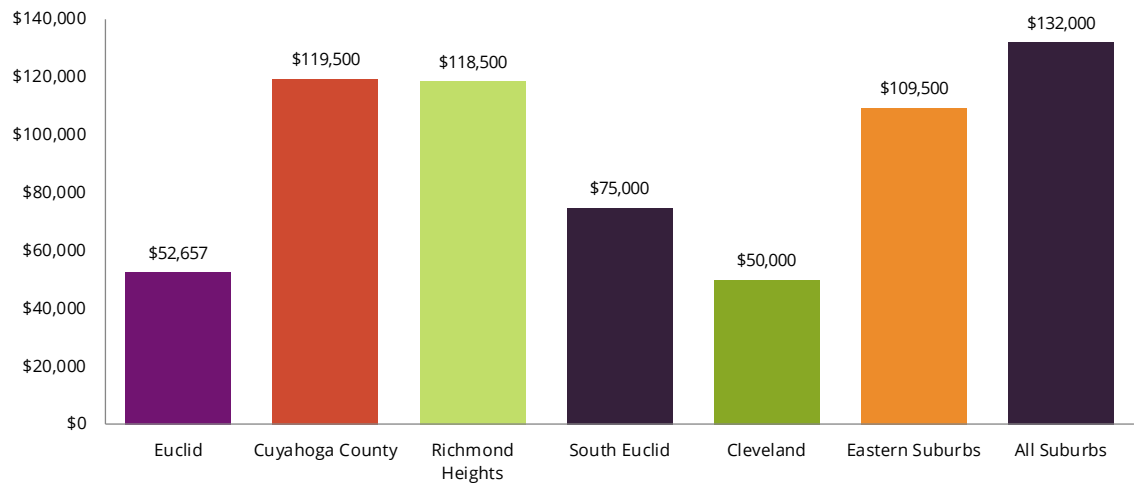 $140,000
$120,000
$100,000
$80,000
$60,000
$40,000
$20,000
$0
$52,657
$119,500
$118,500
$75,000
$50,000
$109,500
$132,000
Euclid
Cuyahoga County
Richmond
Heights
South Euclid
Cleveland
Eastern Suburbs
All Suburbs